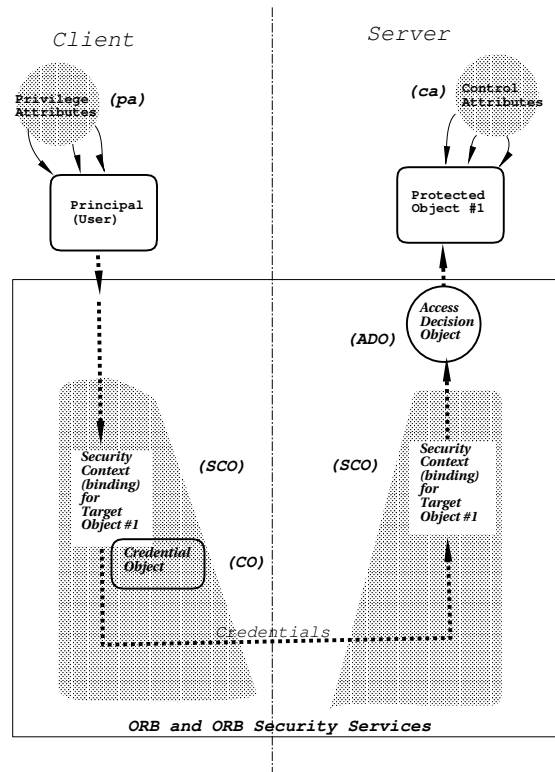 Client
Server
Privilege
Attributes
(pa)
(ca)
Control
Attributes
Principal
(User)
Protected
Object #1
Access
Decision
Object
(ADO)
Security
Context
(binding)
for
Target
Object #1
(SCO)
(SCO)
Security
Context
(binding)
for
Target
Object #1
Credential
Object
(CO)
Credentials
ORB and ORB Security Services